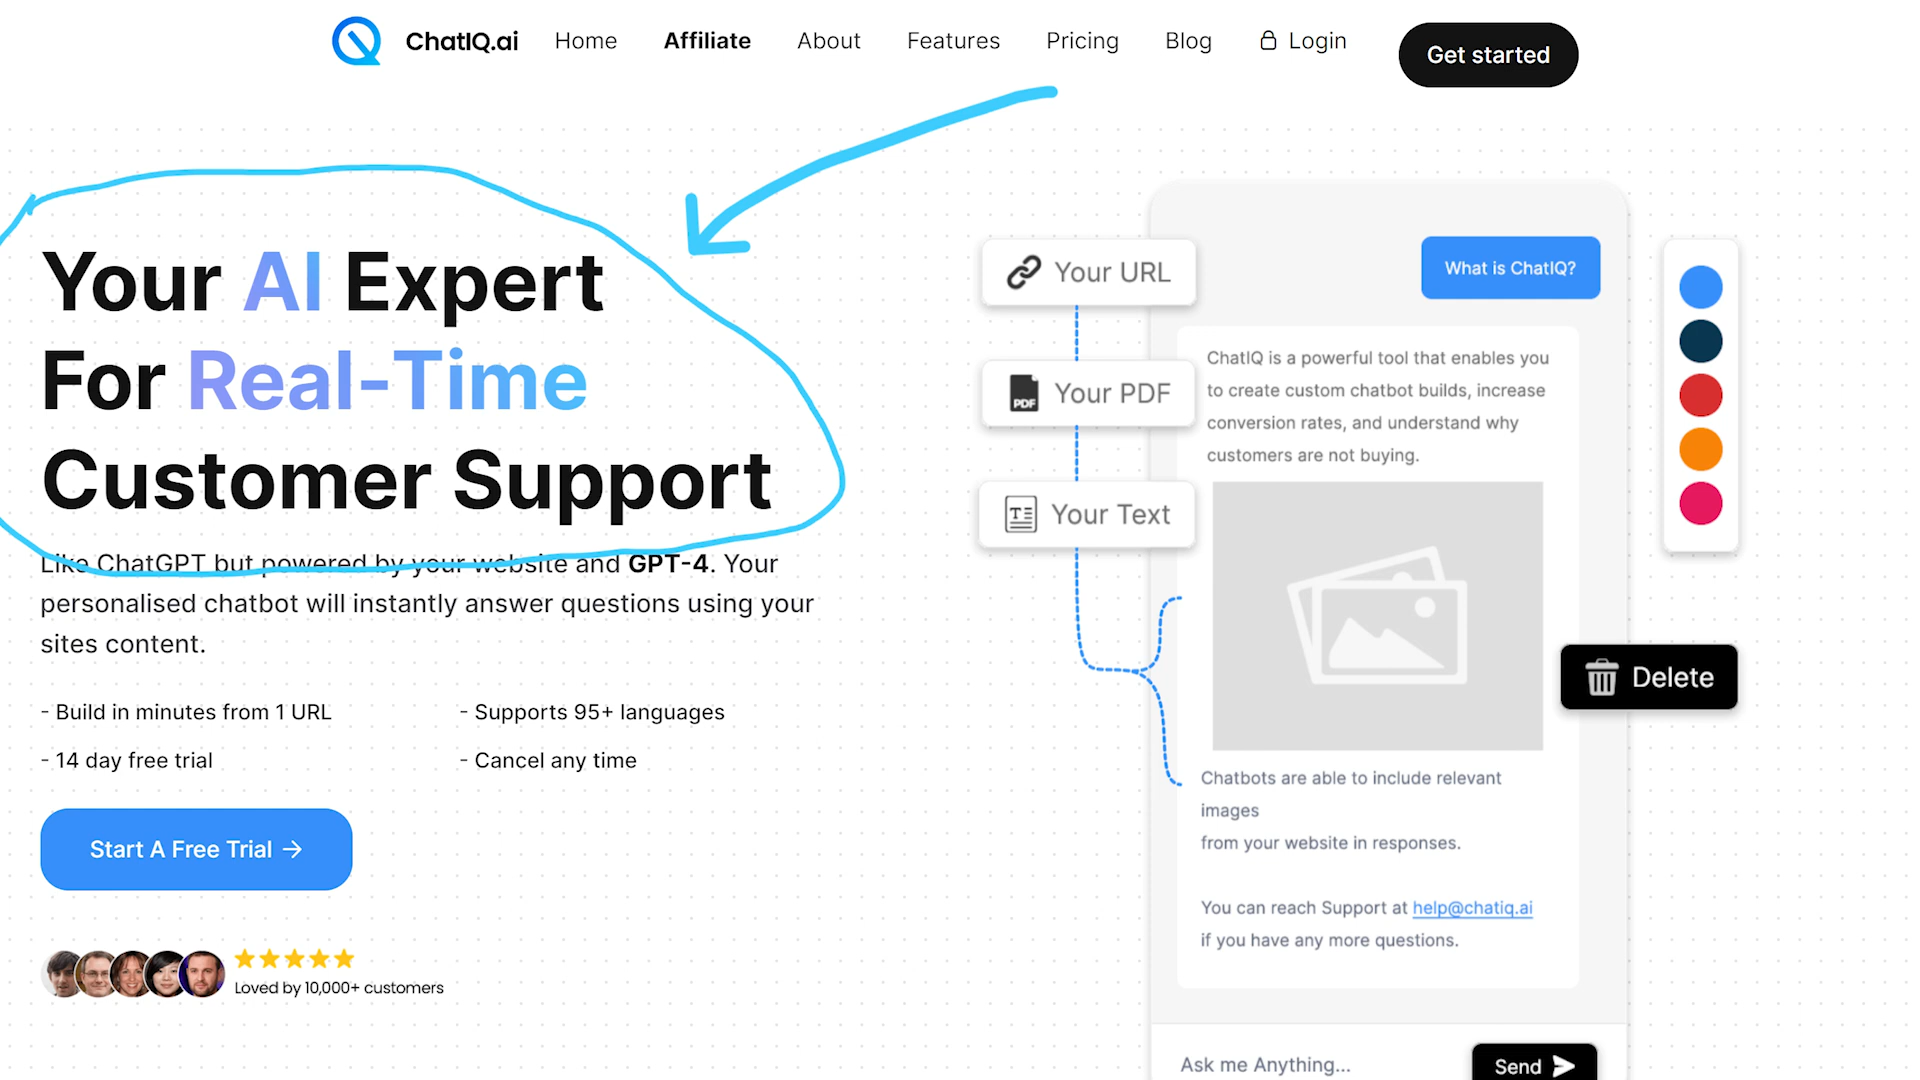 ChatIQ.ai
Home
Affiliate
About
Features
Pricing
Blog
Login
Get started
Your AI Expert
For Real-Time
Customer Support
Like ChatGPT but powered by your website and GPT-4. Your
personalised chatbot will instantly answer questions using your
sites content.
- Build in minutes from 1 URL
- Supports 95+ languages
- 14 day free trial
- Cancel any time
Start A Free Trial →
Loved by 10,000+ customers
Your URL
PDF
Your PDF
T
Your Text
What is ChatIQ?
ChatIQ is a powerful tool that enables you
to create custom chatbot builds, increase
conversion rates, and understand why
customers are not buying.
Delete
Chatbots are able to include relevant
images
from your website in responses.
You can reach Support at help@chatiq.ai
if you have any more questions.
Ask me Anything...
Send